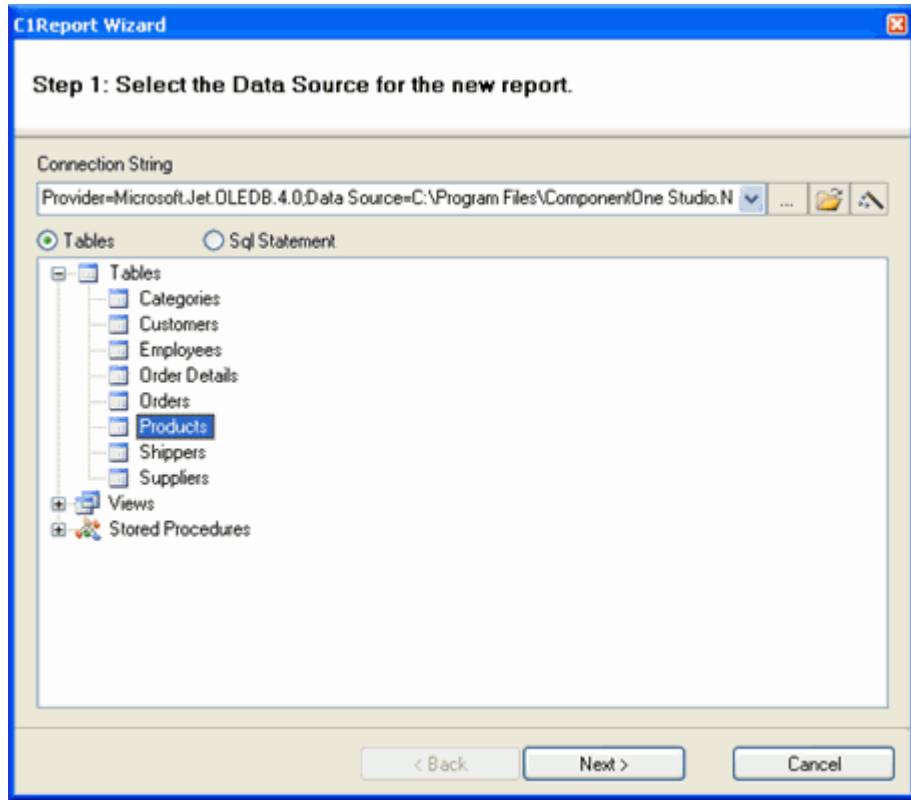 C1Report Wizard
Step 1: Select the Data Source for the new report.
Connection String
Provider=Microsoft.Jet.OLEDB.4.0;Data Source=C:\Program Files\ComponentOne Studio.N ...
Tables Sql Statement
Tables
Categories
Customers
Employees
Order Details
Orders
Products
Shippers
Suppliers
Views
Stored Procedures
< Back Next > Cancel